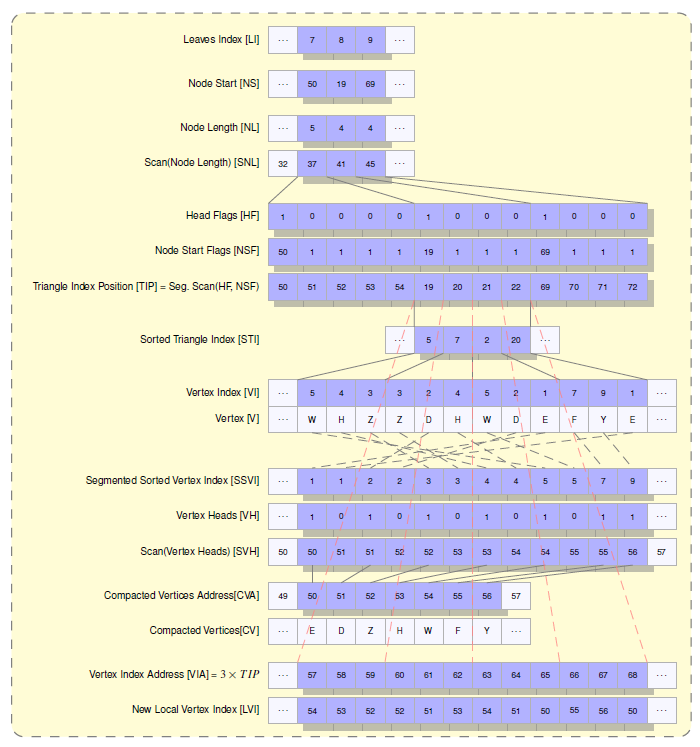 Leaves Index [LI] ... 7 8 9 ...
Node Start [NS] ... 50 19 69 ...
Node Length [NL] ... 5 4 4 ...
Scan(Node Length) [SNL] 32 37 41 45 ...
Head Flags [HF] 1 0 0 0 0 1 0 0 0 1 0 0 0
Node Start Flags [NSF] 50 1 1 1 1 19 1 1 1 69 1 1 1
Triangle Index Position [TIP] = Seg. Scan(HF, NSF) 50 51 52 53 54 19 20 21 22 69 70 71 72
Sorted Triangle Index [STI] ... 5 7 2 20 ...
Vertex Index [VI] ... 5 4 3 3 2 4 5 2 1 7 9 1 ...
Vertex [V] ... W H Z Z D H W D E F Y E ...
Segmented Sorted Vertex Index [SSVI] ... 1 1 2 2 3 3 4 4 5 5 7 9 ...
Vertex Heads [VH] ... 1 0 1 0 1 0 1 0 1 0 1 1 ...
Scan(Vertex Heads) [SVH] 50 50 51 51 52 52 53 53 54 54 55 55 56 57
Compacted Vertices Address[CVA] 49 50 51 52 53 54 55 56 57
Compacted Vertices[CV] ... E D Z H W F Y ...
Vertex Index Address [VIA] = 3 × TIP ... 57 58 59 60 61 62 63 64 65 66 67 68 ...
New Local Vertex Index [LVI] ... 54 53 52 52 51 53 54 51 50 55 56 50 ...